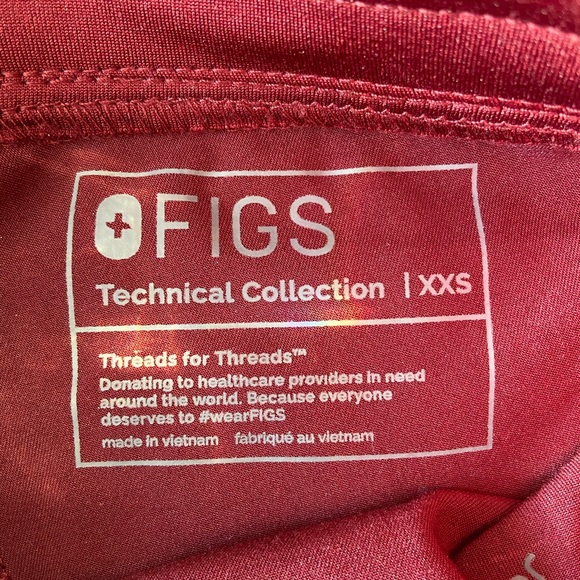 FIGS
Technical Collection | XXS
Threads for Threads™
Donating to healthcare providers in need
around the world. Because everyone
deserves to #wearFIGS
made in vietnam fabriqué au vietnam